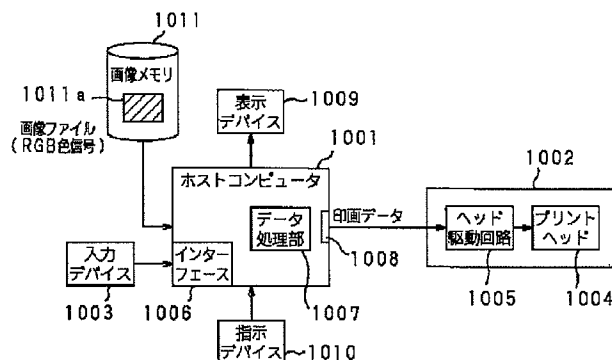 1011
画像メモリ
1011a
画像ファイル
(RGB色信号)
表示
デバイス
1009
1001
ホストコンピュータ
データ
処理部
印画データ
1008
1007
入力
デバイス
1003
インター
フェース
1006
指示
デバイス
1010
1002
ヘッド
駆動回路
1005
プリント
ヘッド
1004